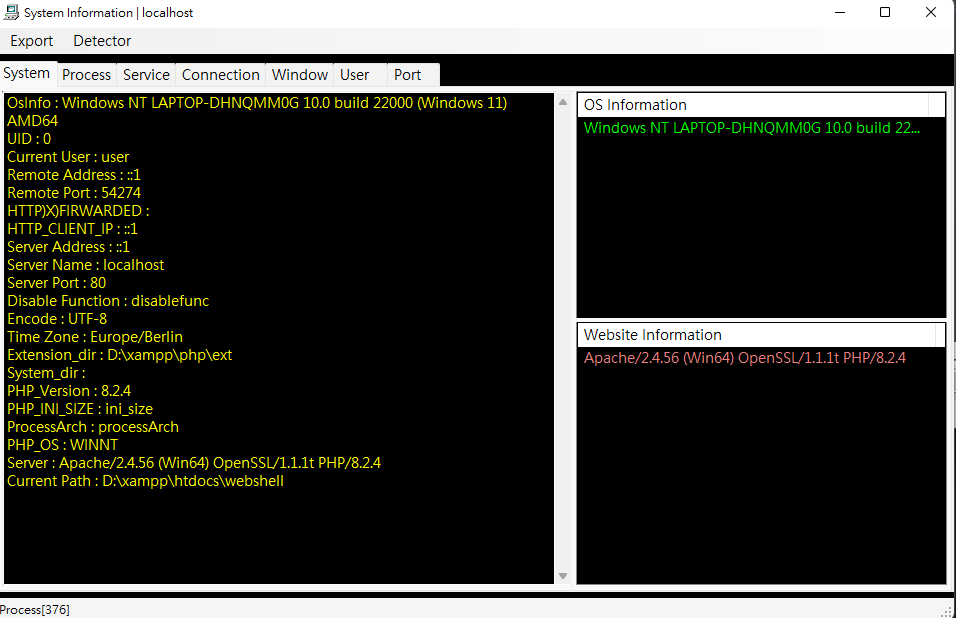 System Information | localhost
Export Detector
System Process Service Connection Window User Port
OsInfo : Windows NT LAPTOP-DHNQMM0G 10.0 build 22000 (Windows 11)
AMD64
UID : 0
Current User : user
Remote Address : ::1
Remote Port : 54274
HTTP)X)FIRWARDED :
HTTP_CLIENT_IP : ::1
Server Address : ::1
Server Name : localhost
Server Port : 80
Disable Function : disablefunc
Encode : UTF-8
Time Zone : Europe/Berlin
Extension_dir : D:\xampp\php\ext
System_dir :
PHP_Version : 8.2.4
PHP_INI_SIZE : ini_size
ProcessArch : processArch
PHP_OS : WINNT
Server : Apache/2.4.56 (Win64) OpenSSL/1.1.1t PHP/8.2.4
Current Path : D:\xampp\htdocs\webshell
OS Information
Windows NT LAPTOP-DHNQMM0G 10.0 build 22...
Website Information
Apache/2.4.56 (Win64) OpenSSL/1.1.1t PHP/8.2.4
Process[376]